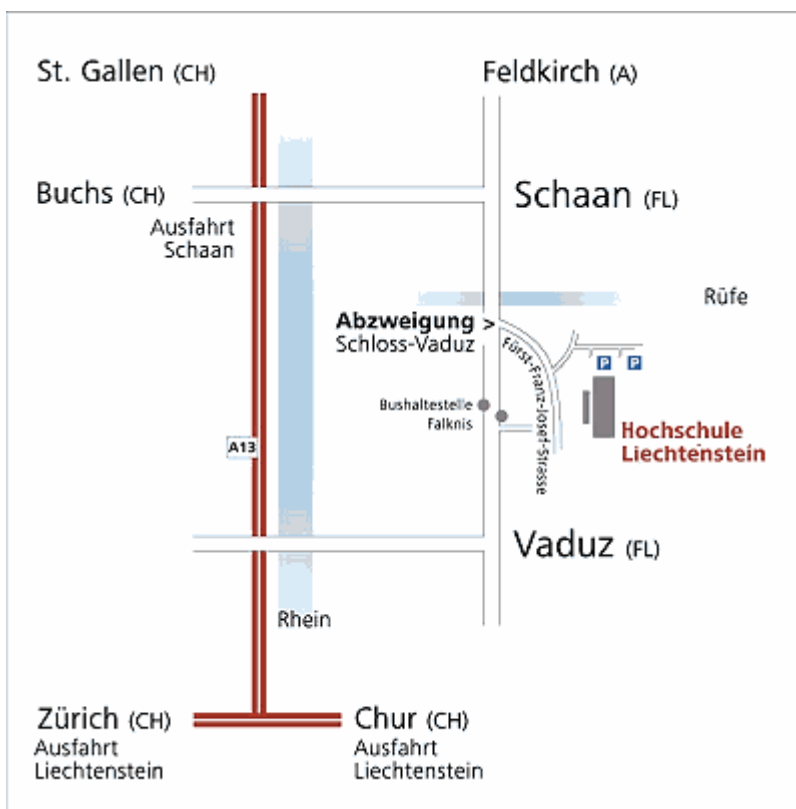 St. Gallen (CH)
Feldkirch (A)
Buchs (CH)
Schaan (FL)
Ausfahrt
Schaan
Rüfe
Abzweigung >
Schloss-Vaduz
Fürst-Franz-Josef-Strasse
P P
Bushaltestelle
Falknis
Hochschule
Liechtenstein
A13
Vaduz (FL)
Rhein
Zürich (CH)
Ausfahrt
Liechtenstein
Chur (CH)
Ausfahrt
Liechtenstein